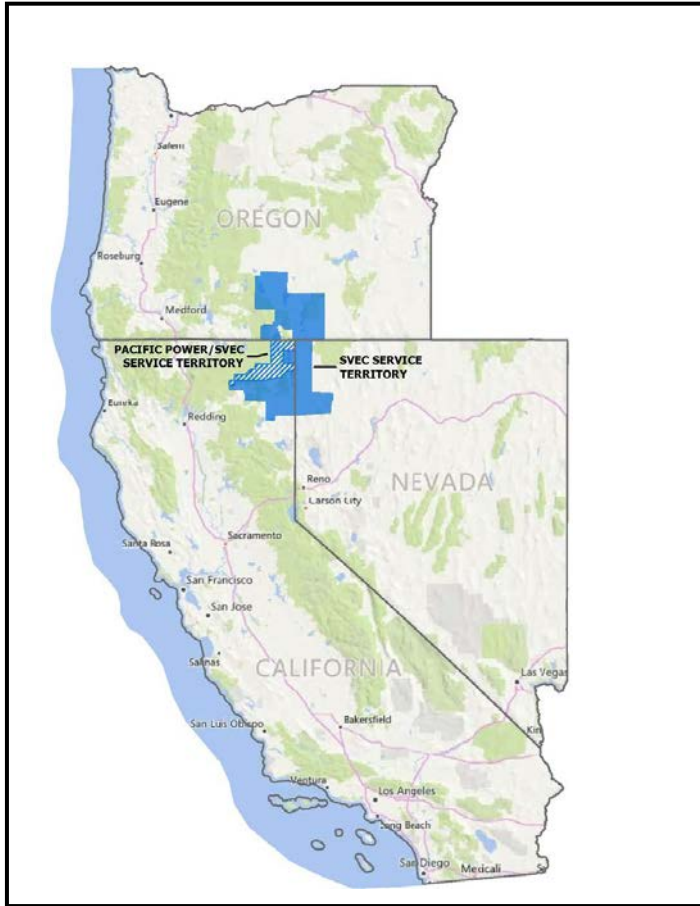 Salem
Eugene
OREGON
Roseburg
Medford
PACIFIC POWER/SVEC
SERVICE TERRITORY
SVEC SERVICE
TERRITORY
Eureka
Redding
Reno
NEVADA
Carson City
Santa Rosa
Sacramento
San Francisco
San Jose
Salinas
CALIFORNIA
Las Vegas
San Luis Obispo
Bakersfield
Kin
Ventura
Los Angeles
Long Beach
San Diego
Mexicali